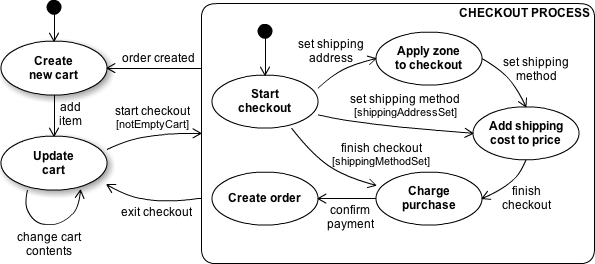 CHECKOUT PROCESS
Create
new cart
order created
set shipping
address
Apply zone
to checkout
set shipping
method
add
item
start checkout
[notEmptyCart]
Start
checkout
set shipping method
[shippingAddressSet]
Add shipping
cost to price
Update
cart
finish checkout
[shippingMethodSet]
exit checkout
Create order
confirm
payment
Charge
purchase
finish
checkout
change cart
contents